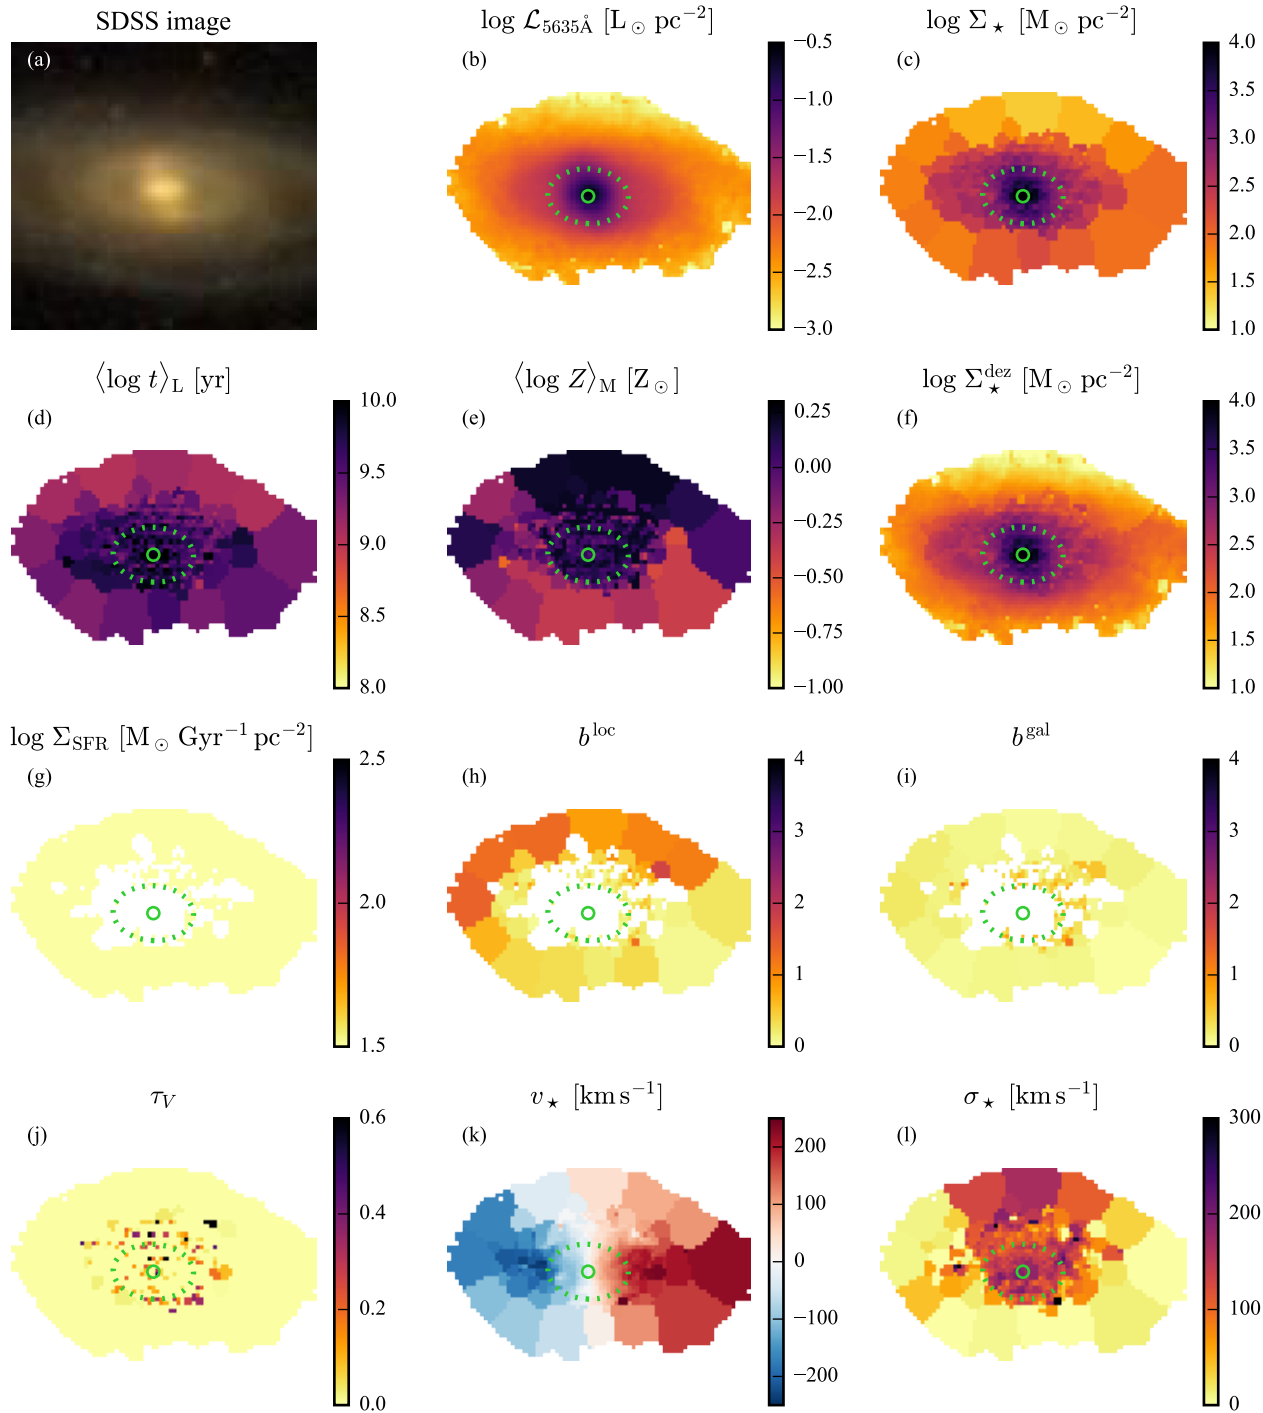 SDSS image
(a)
log ℒ₅₆₃₅Å [L⊙ pc⁻²]
(b)
−0.5
−1.0
−1.5
−2.0
−2.5
−3.0
log Σ⋆ [M⊙ pc⁻²]
(c)
4.0
3.5
3.0
2.5
2.0
1.5
1.0
⟨log t⟩L [yr]
(d)
10.0
9.5
9.0
8.5
8.0
⟨log Z⟩M [Z⊙]
(e)
0.25
0.00
−0.25
−0.50
−0.75
−1.00
log Σ⋆^dez [M⊙ pc⁻²]
(f)
4.0
3.5
3.0
2.5
2.0
1.5
1.0
log ΣSFR [M⊙ Gyr⁻¹ pc⁻²]
(g)
2.5
2.0
1.5
b^loc
(h)
4
3
2
1
0
b^gal
(i)
4
3
2
1
0
τV
(j)
0.6
0.4
0.2
0.0
v⋆ [km s⁻¹]
(k)
200
100
0
−100
−200
σ⋆ [km s⁻¹]
(l)
300
200
100
0